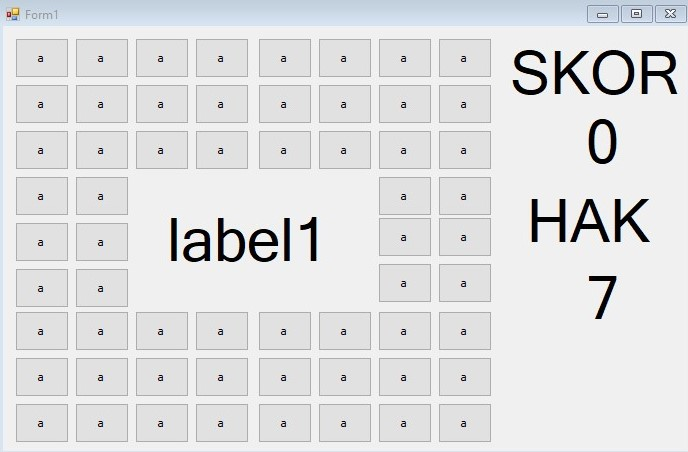 Form1
a a a a a a a a SKOR
a a a a a a a a 0
a a a a a a a a
a a a a HAK
a a label1 a a
a a a a 7
a a a a a a a a
a a a a a a a a
a a a a a a a a